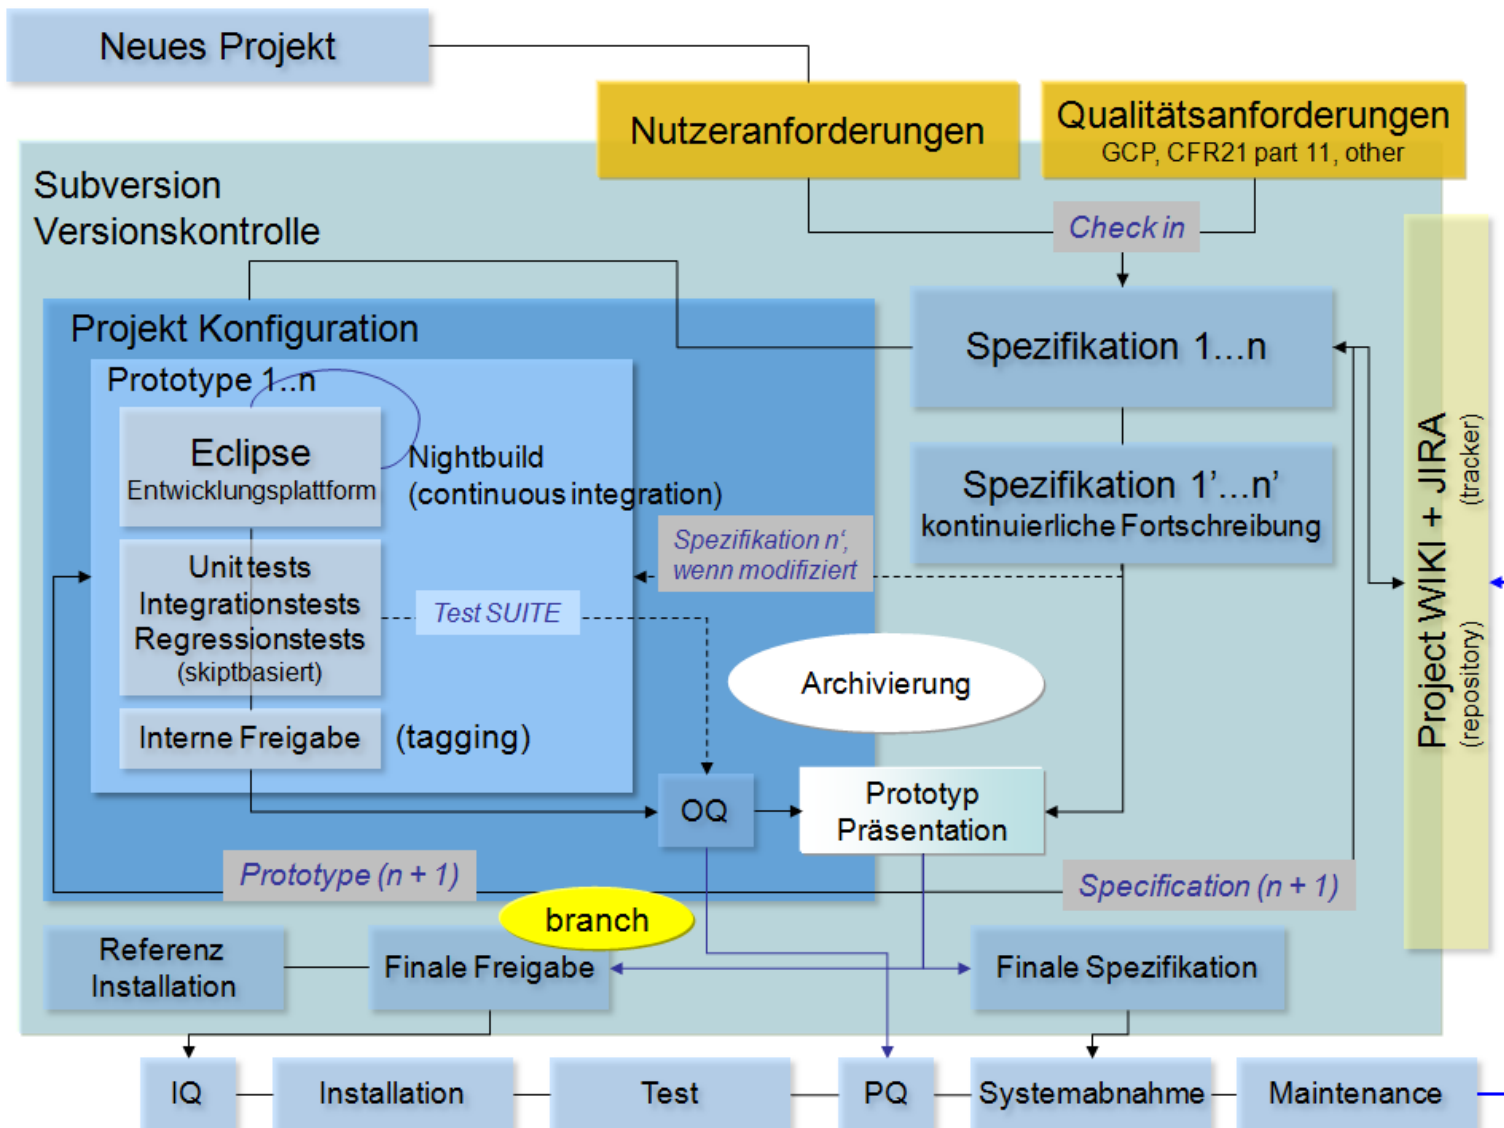 Neues Projekt
Nutzeranforderungen
Qualitätsanforderungen
GCP, CFR21 part 11, other
Subversion
Versionskontrolle
Check in
Projekt Konfiguration
Spezifikation 1...n
Prototype 1..n
Eclipse
Entwicklungsplattform
Nightbuild
(continuous integration)
Spezifikation 1’...n’
kontinuierliche Fortschreibung
Project WIKI + JIRA
(repository)
(tracker)
Spezifikation n‘,
wenn modifiziert
Unit tests
Integrationstests
Regressionstests
(skiptbasiert)
Test SUITE
Archivierung
Interne Freigabe
(tagging)
OQ
Prototyp
Präsentation
Prototype (n + 1)
Specification (n + 1)
branch
Referenz
Installation
Finale Freigabe
Finale Spezifikation
IQ
Installation
Test
PQ
Systemabnahme
Maintenance